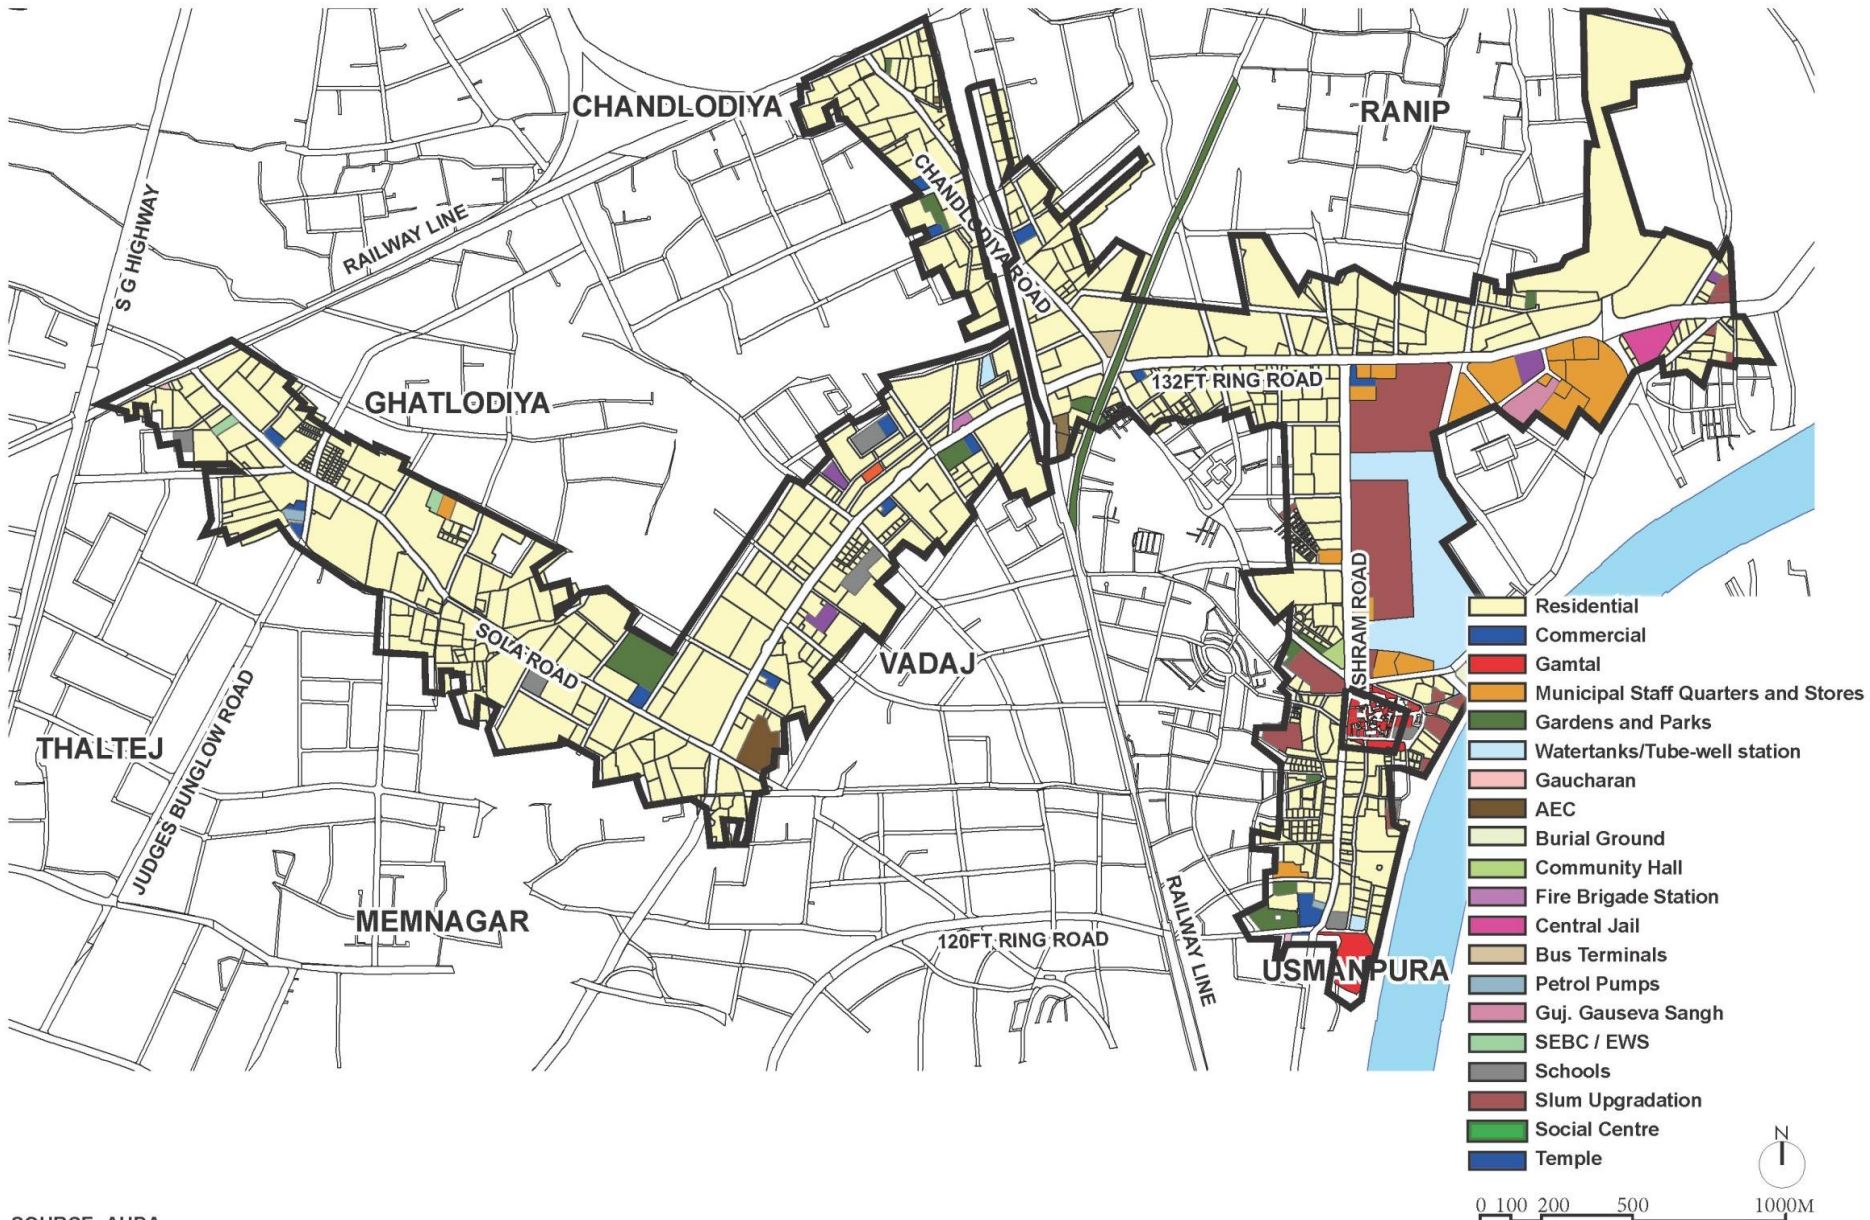 CHANDLODIYA
RANIP
CHANDLODIYA ROAD
S G HIGHWAY
RAILWAY LINE
GHATLODIYA
132FT RING ROAD
ASHRAM ROAD
SOLA ROAD
VADAJ
THALTEJ
JUDGES BUNGLOW ROAD
MEMNAGAR
120FT RING ROAD
RAILWAY LINE
USMANPURA
Residential
Commercial
Gamtal
Municipal Staff Quarters and Stores
Gardens and Parks
Watertanks/Tube-well station
Gaucharan
AEC
Burial Ground
Community Hall
Fire Brigade Station
Central Jail
Bus Terminals
Petrol Pumps
Guj. Gauseva Sangh
SEBC / EWS
Schools
Slum Upgradation
Social Centre
Temple
N
0 100 200 500 1000M